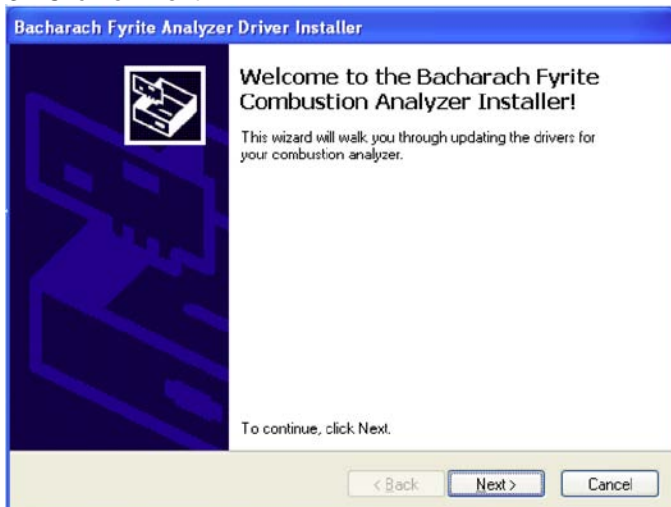 Bacharach Fyrite Analyzer Driver Installer
Welcome to the Bacharach Fyrite
Combustion Analyzer Installer!
This wizard will walk you through updating the drivers for
your combustion analyzer.
To continue, click Next.
< Back Next > Cancel